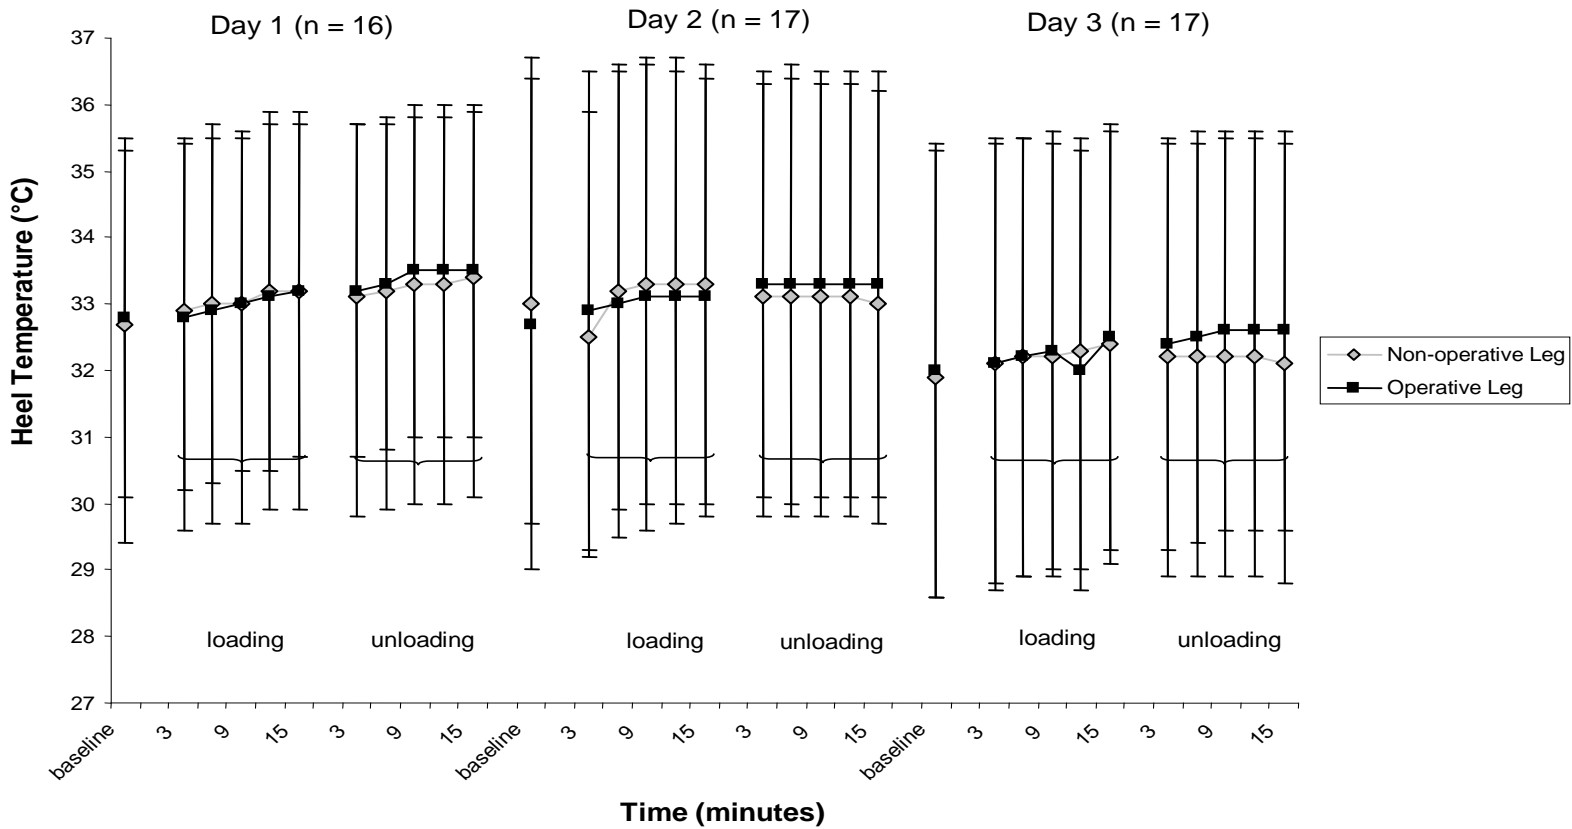 Day 1 (n = 16)
Day 2 (n = 17)
Day 3 (n = 17)
Heel Temperature (°C)
37
36
35
34
33
32
31
30
29
28
27
loading
unloading
loading
unloading
loading
unloading
baseline
3
9
15
3
9
15
baseline
3
9
15
3
9
15
baseline
3
9
15
3
9
15
Time (minutes)
Non-operative Leg
Operative Leg